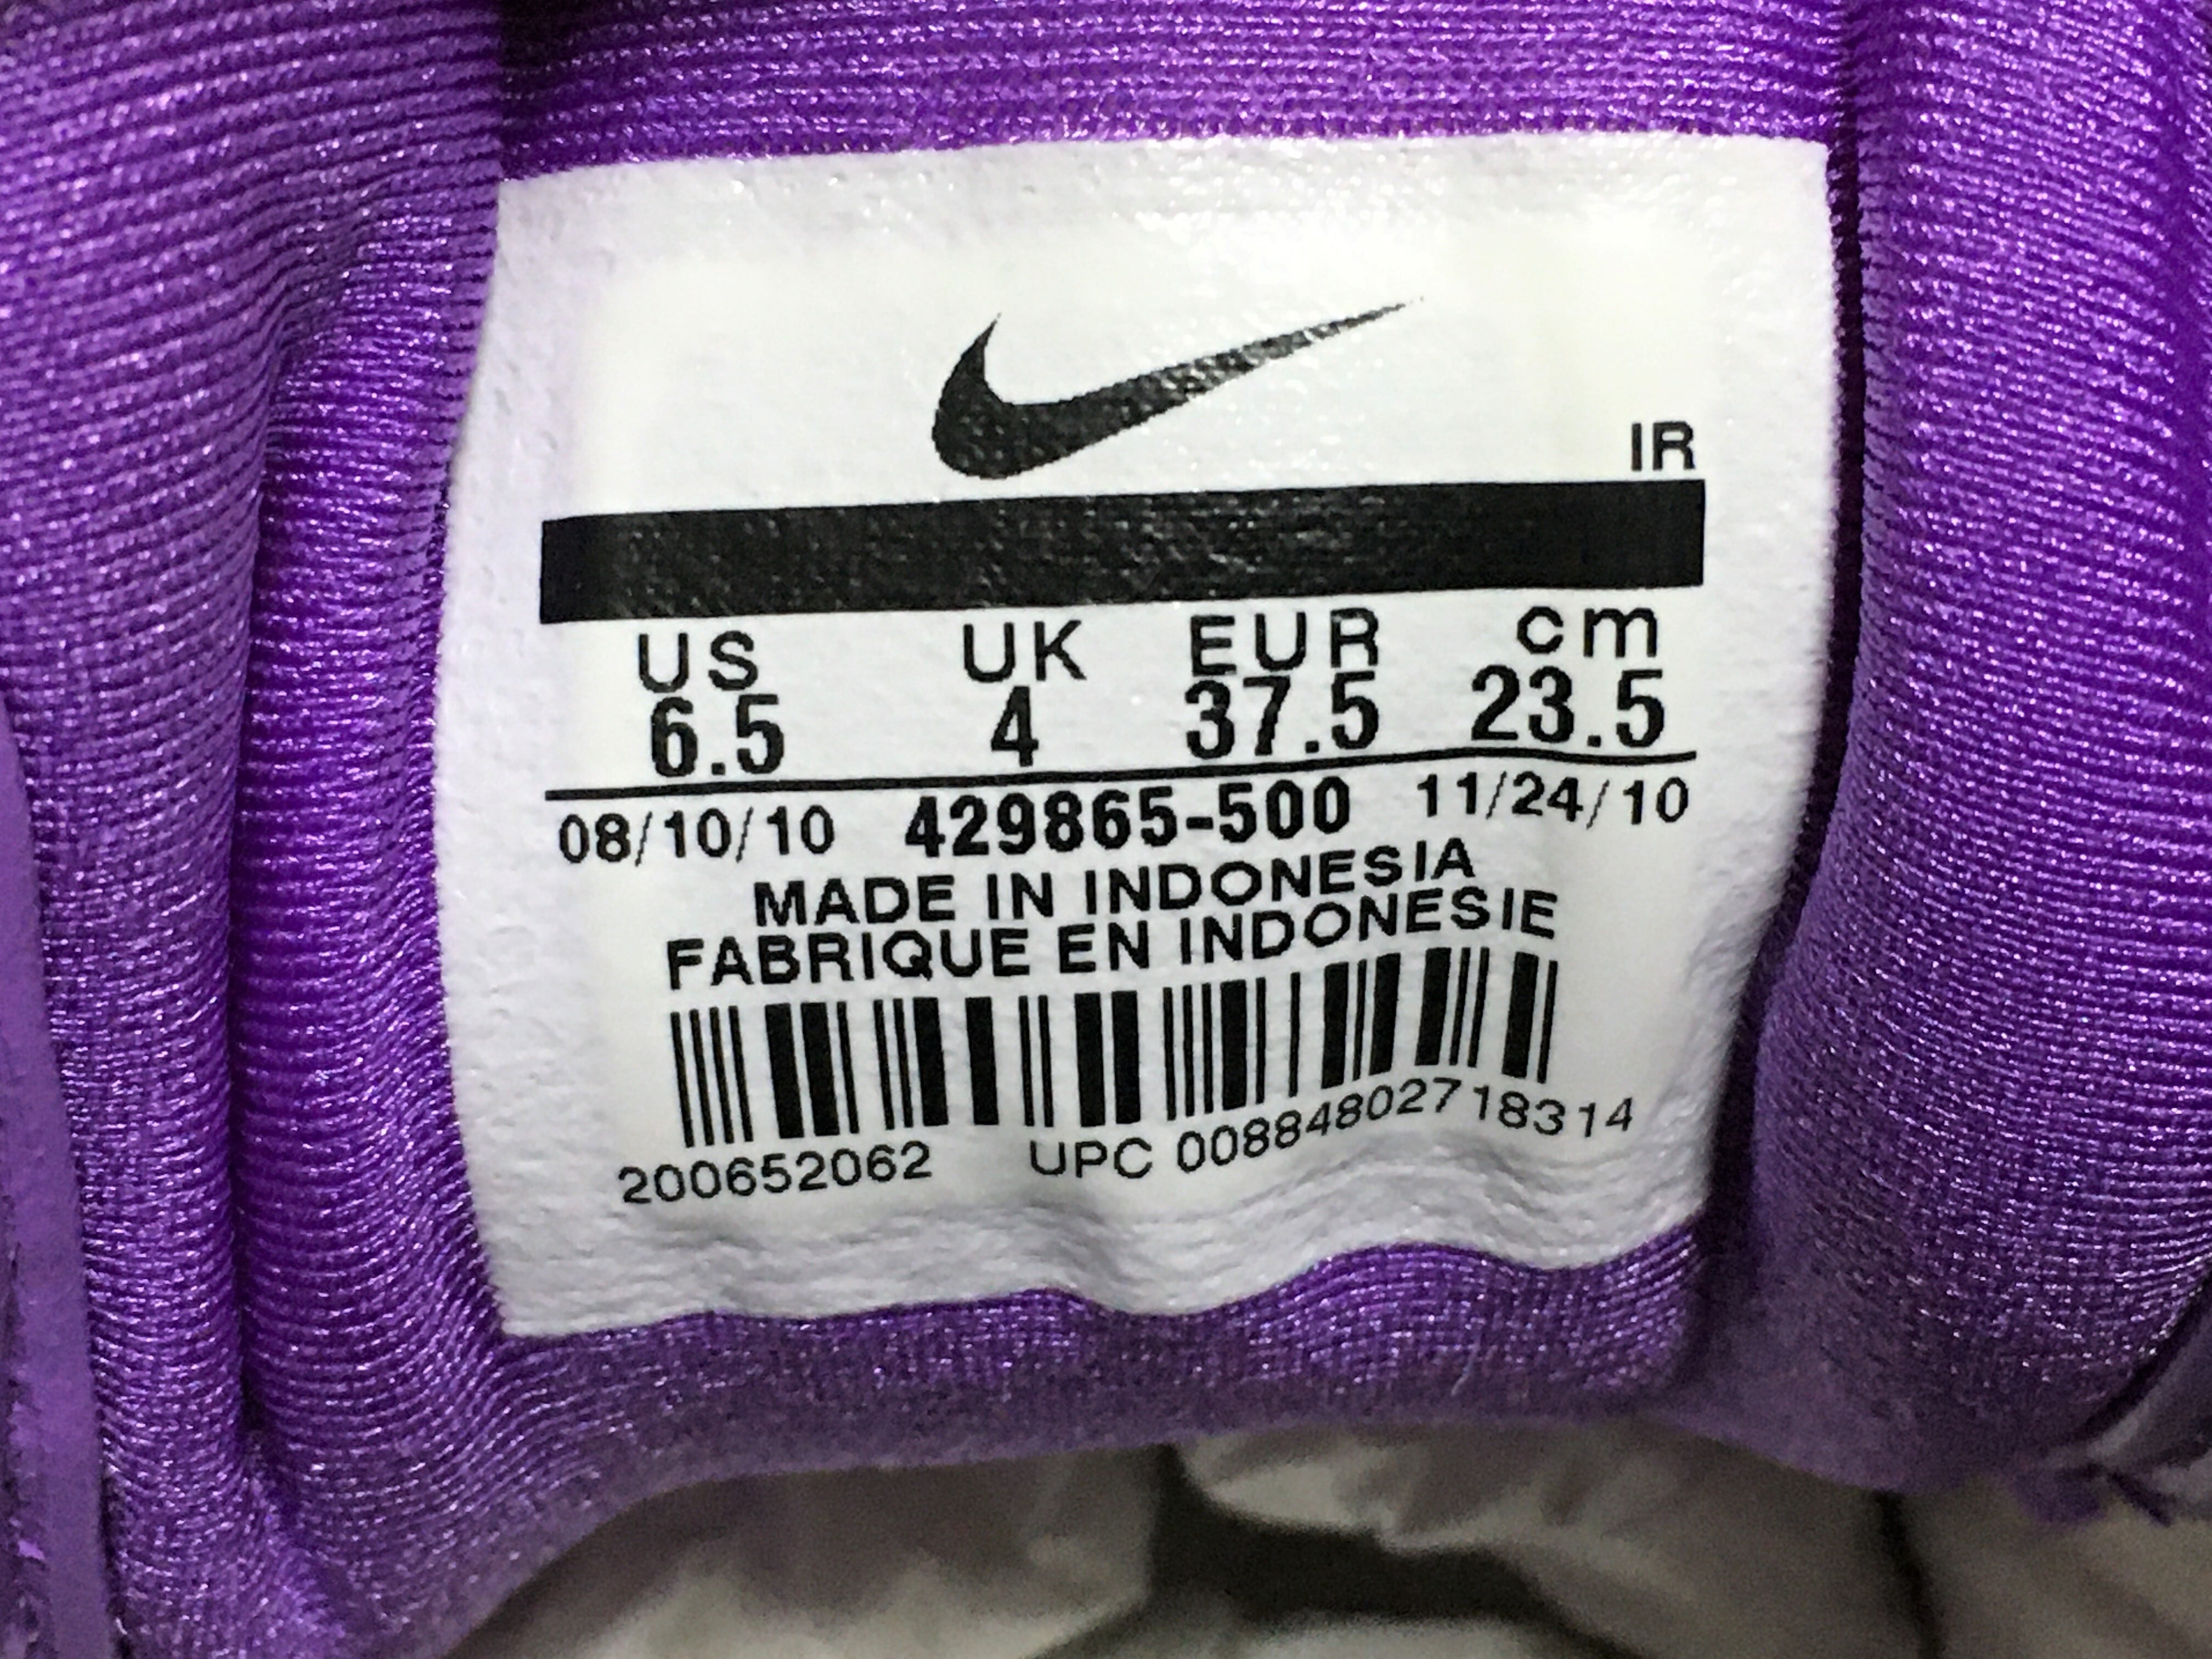 IR
US UK EUR cm
6.5 4 37.5 23.5
08/10/10 429865-500 11/24/10
MADE IN INDONESIA
FABRIQUE EN INDONESIE
200652062 UPC 00884802718314